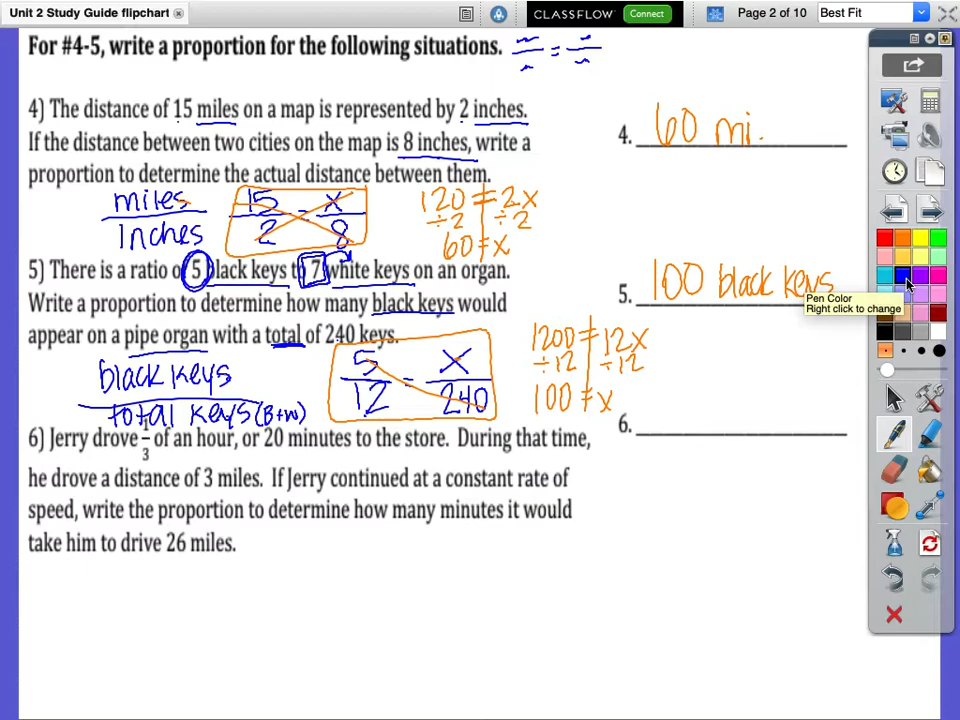 Unit 2 Study Guide flipchart
CLASSFLOW Connect
Page 2 of 10
Best Fit
For #4-5, write a proportion for the following situations.
4) The distance of 15 miles on a map is represented by 2 inches.
If the distance between two cities on the map is 8 inches, write a
proportion to determine the actual distance between them.
4. 60 mi.
miles
Inches
15 = x
2 8
120 = 2x
÷2 ÷2
60 = x
5) There is a ratio of 5 black keys to 7 white keys on an organ.
Write a proportion to determine how many black keys would
appear on a pipe organ with a total of 240 keys.
5. 100 black keys
Pen Color
Right click to change
black keys
total keys (B+W)
5 = x
12 240
1200 = 12x
÷12 ÷12
100 = x
6) Jerry drove 1/3 of an hour, or 20 minutes to the store. During that time,
he drove a distance of 3 miles. If Jerry continued at a constant rate of
speed, write the proportion to determine how many minutes it would
take him to drive 26 miles.
6.